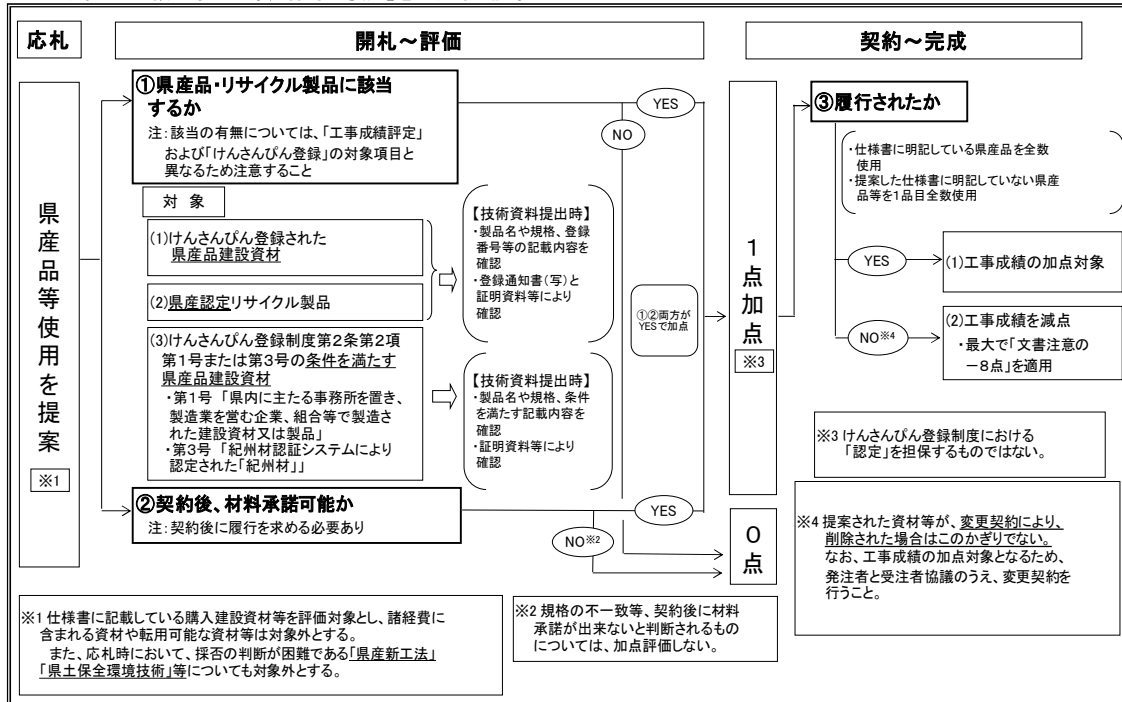 応札
開札～評価
契約～完成
県産品等使用を提案
※1
①県産品・リサイクル製品に該当
するか
注：該当の有無については、「工事成績評定」
および「けんさんぴん登録」の対象項目と
異なるため注意すること
対 象
(1)けんさんぴん登録された
県産品建設資材
(2)県産認定リサイクル製品
(3)けんさんぴん登録制度第2条第2項
第1号または第3号の条件を満たす
県産品建設資材
・第1号 「県内に主たる事務所を置き、
製造業を営む企業、組合等で製造
された建設資材又は製品」
・第3号 「紀州材認証システムにより
認定された「紀州材」」
【技術資料提出時】
・製品名や規格、登録
番号等の記載内容を
確認
・登録通知書(写)と
証明資料等により
確認
【技術資料提出時】
・製品名や規格、条件
を満たす記載内容を
確認
・証明資料等により
確認
②契約後、材料承諾可能か
注：契約後に履行を求める必要あり
YES
NO
①②両方が
YESで加点
YES
NO※2
1点加点
※3
0点
③履行されたか
・仕様書に明記している県産品を全数
使用
・提案した仕様書に明記していない県産
品等を1品目全数使用
YES
(1)工事成績の加点対象
NO※4
(2)工事成績を減点
・最大で「文書注意の
－8点」を適用
※3 けんさんぴん登録制度における
「認定」を担保するものではない。
※4 提案された資材等が、変更契約により、
削除された場合はこのかぎりでない。
なお、工事成績の加点対象となるため、
発注者と受注者協議のうえ、変更契約を
行うこと。
※1 仕様書に記載している購入建設資材等を評価対象とし、諸経費に
含まれる資材や転用可能な資材等は対象外とする。
また、応札時において、採否の判断が困難である「県産新工法」
「県土保全環境技術」等についても対象外とする。
※2 規格の不一致等、契約後に材料
承諾が出来ないと判断されるもの
については、加点評価しない。